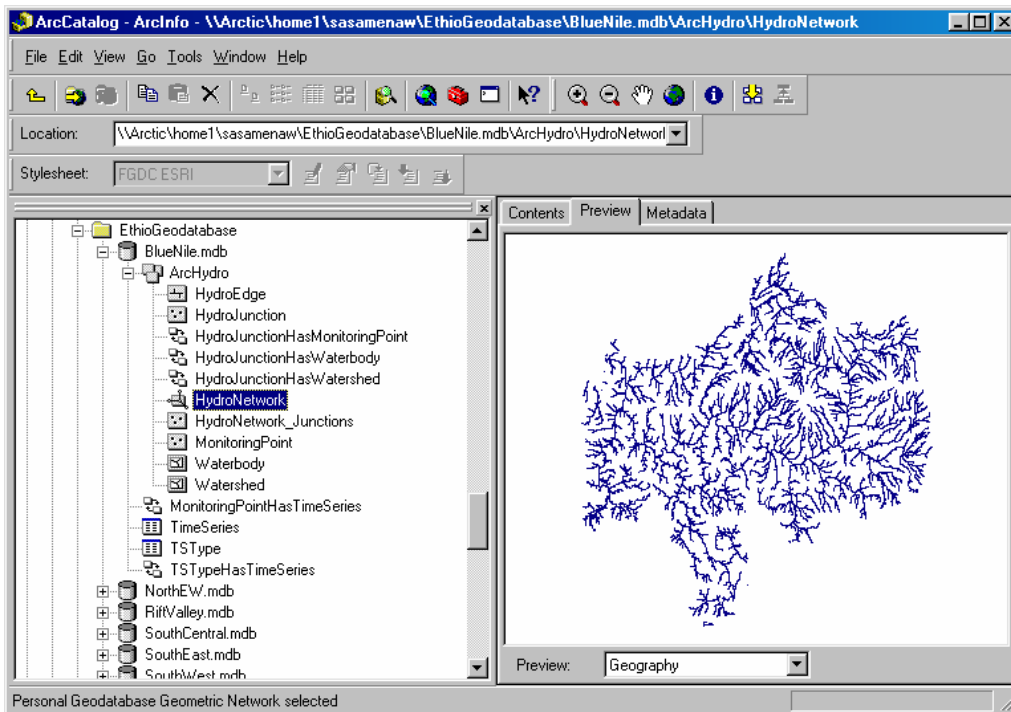 ArcCatalog - ArcInfo - \\Arctic\home1\sasamenaw\EthioGeodatabase\BlueNile.mdb\ArcHydro\HydroNetwork
File Edit View Go Tools Window Help
Location: \\Arctic\home1\sasamenaw\EthioGeodatabase\BlueNile.mdb\ArcHydro\HydroNetworl
Stylesheet: FGDC ESRI
Contents Preview Metadata
EthioGeodatabase
BlueNile.mdb
ArcHydro
HydroEdge
HydroJunction
HydroJunctionHasMonitoringPoint
HydroJunctionHasWaterbody
HydroJunctionHasWatershed
HydroNetwork
HydroNetwork_Junctions
MonitoringPoint
Waterbody
Watershed
MonitoringPointHasTimeSeries
TimeSeries
TSType
TSTypeHasTimeSeries
NorthEW.mdb
RiftValley.mdb
SouthCentral.mdb
SouthEast.mdb
SouthWest.mdb
Preview: Geography
Personal Geodatabase Geometric Network selected